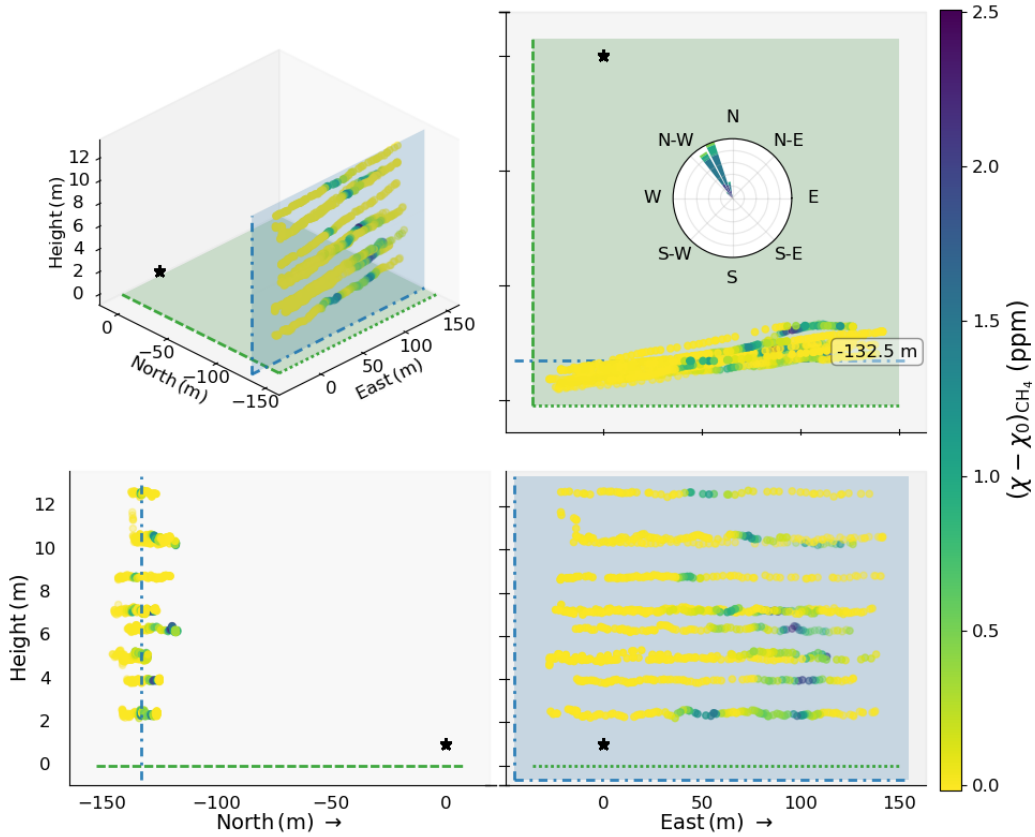 12
10
8
6
4
2
0
Height (m)
0
−50
−100
−150
North (m)
0
50
100
150
East (m)
N
N-W
N-E
W
E
S-W
S-E
S
-132.5 m
2.5
2.0
1.5
1.0
0.5
0.0
(χ − χ₀)CH₄ (ppm)
12
10
8
6
4
2
0
Height (m)
−150
−100
−50
0
North (m) →
0
50
100
150
East (m) →